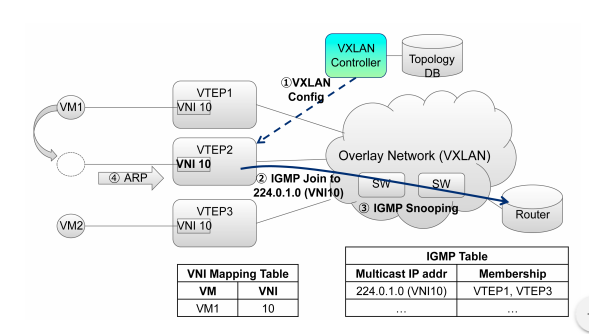 VXLAN
Controller
Topology
DB
①VXLAN
Config
VTEP1
VNI 10
VM1
VTEP2
VNI 10
Overlay Network (VXLAN)
④ ARP
② IGMP Join to
224.0.1.0 (VNI10)
SW
SW
③ IGMP Snooping
Router
VTEP3
VNI 10
VM2
VNI Mapping Table
VM VNI
VM1 10
IGMP Table
Multicast IP addr Membership
224.0.1.0 (VNI10) VTEP1, VTEP3
… …